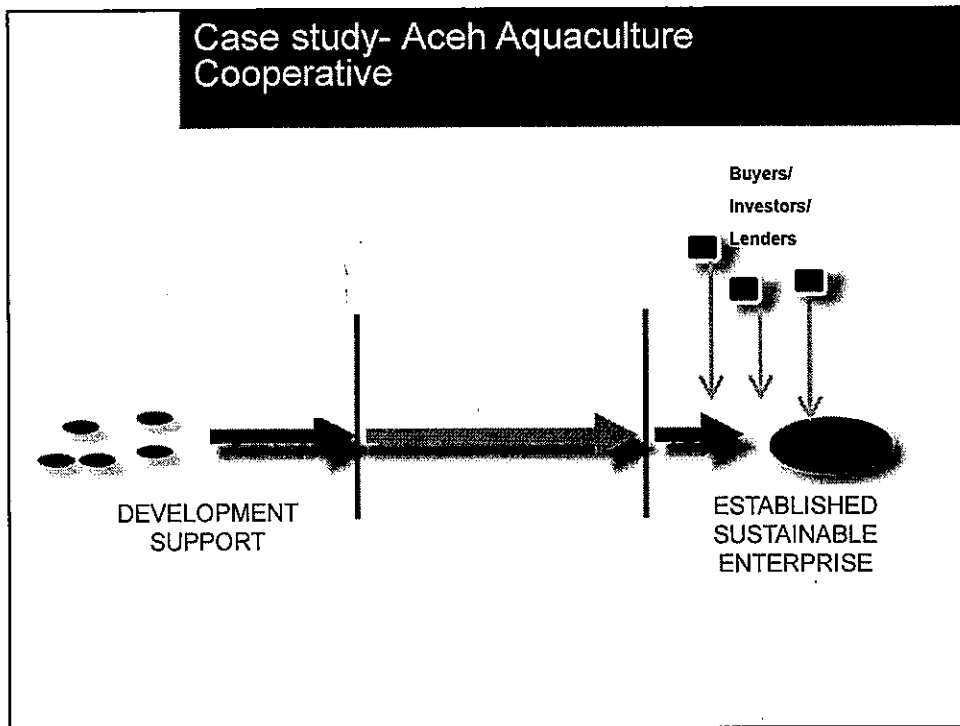 Case study- Aceh Aquaculture
Cooperative
Buyers/
Investors/
Lenders
DEVELOPMENT
SUPPORT
ESTABLISHED
SUSTAINABLE
ENTERPRISE